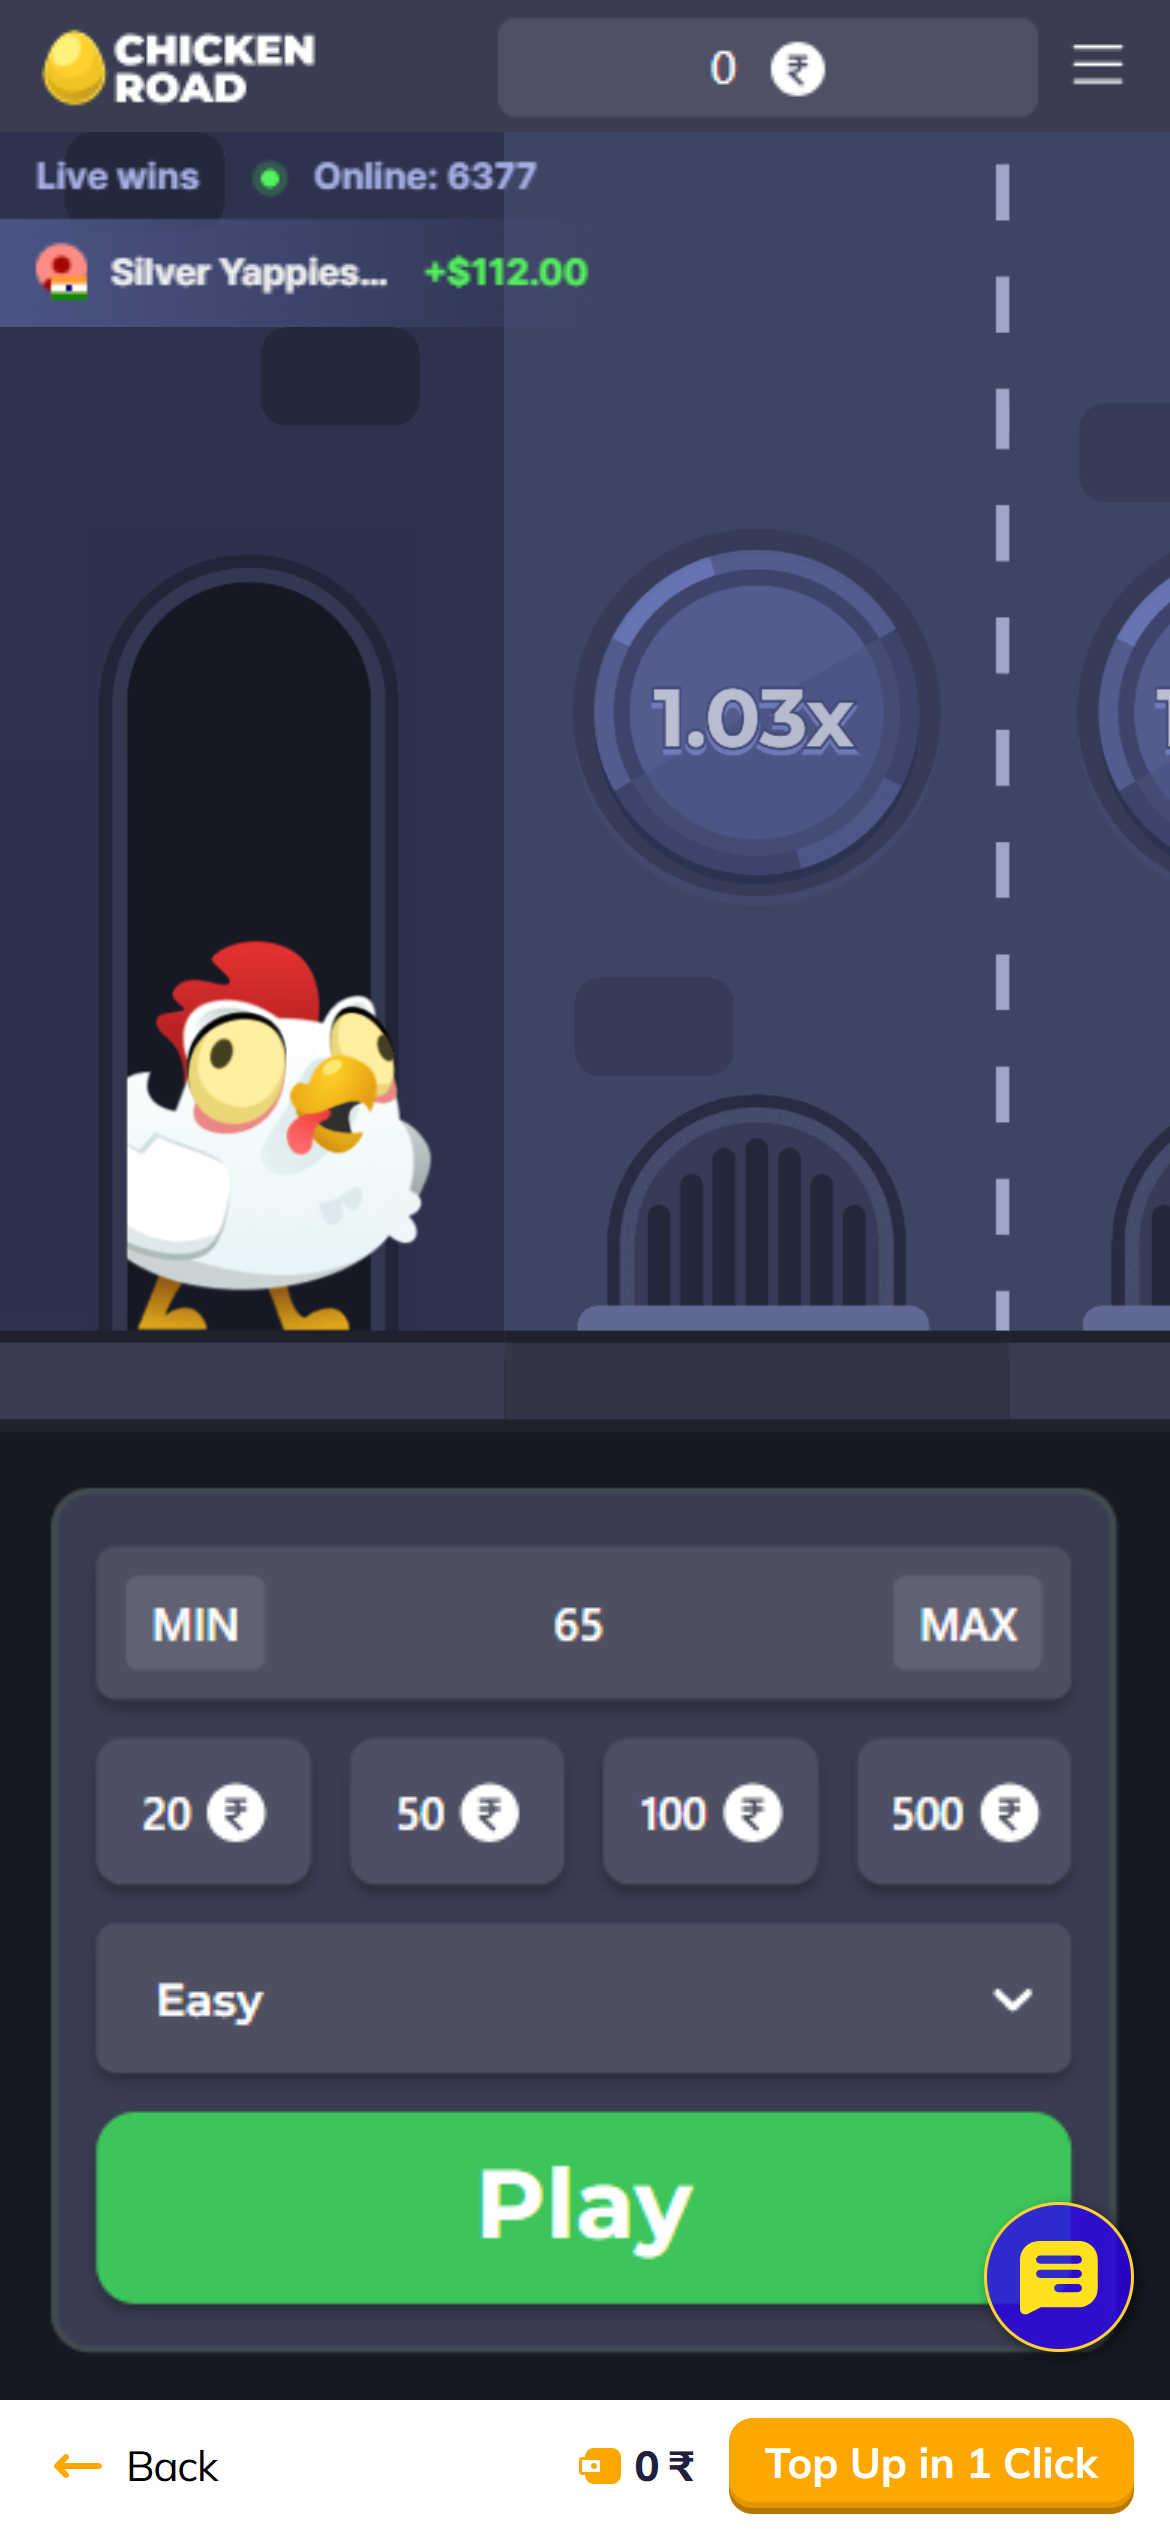 CHICKEN
ROAD
0 ₹
Live wins Online: 6377
Silver Yappies... +$112.00
1.03x
MIN 65 MAX
20 ₹ 50 ₹ 100 ₹ 500 ₹
Easy
Play
Back 0 ₹ Top Up in 1 Click